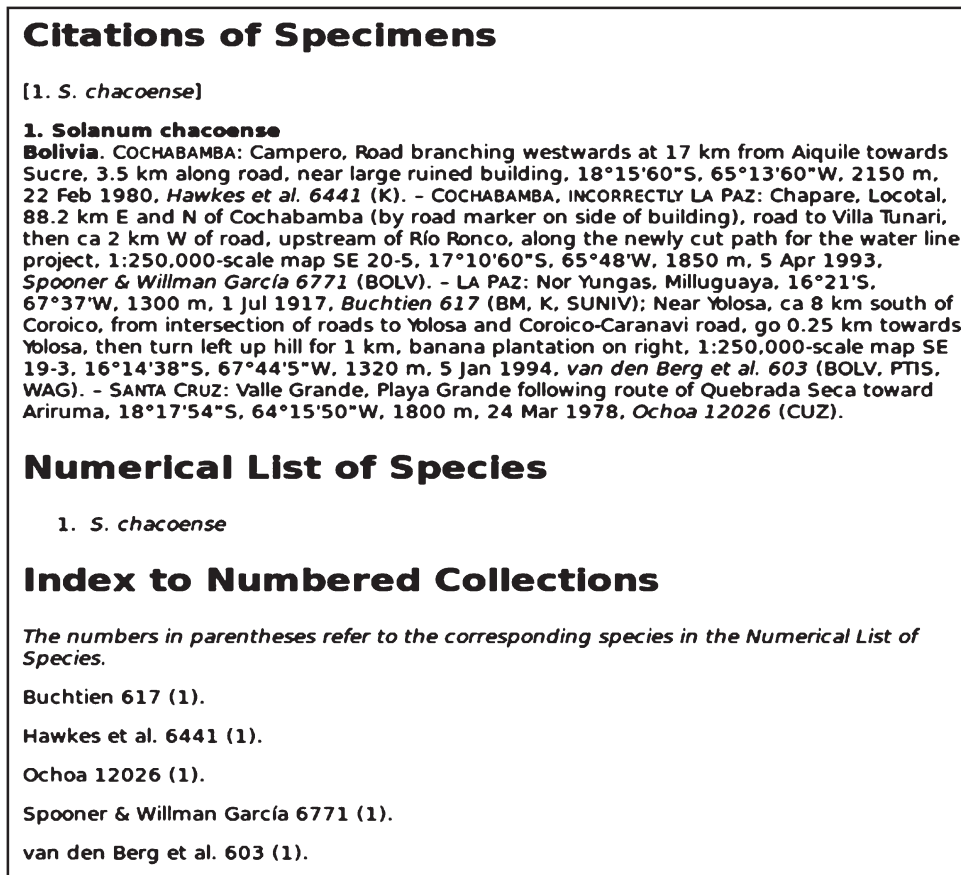 Citations of Specimens
[1. S. chacoense]
1. Solanum chacoense
Bolivia. COCHABAMBA: Campero, Road branching westwards at 17 km from Aiquile towards
Sucre, 3.5 km along road, near large ruined building, 18°15'60"S, 65°13'60"W, 2150 m,
22 Feb 1980, Hawkes et al. 6441 (K). – COCHABAMBA, INCORRECTLY LA PAZ: Chapare, Locotal,
88.2 km E and N of Cochabamba (by road marker on side of building), road to Villa Tunari,
then ca 2 km W of road, upstream of Río Ronco, along the newly cut path for the water line
project, 1:250,000-scale map SE 20-5, 17°10'60"S, 65°48'W, 1850 m, 5 Apr 1993,
Spooner & Willman García 6771 (BOLV). – LA PAZ: Nor Yungas, Milluguaya, 16°21'S,
67°37'W, 1300 m, 1 Jul 1917, Buchtien 617 (BM, K, SUNIV); Near Yolosa, ca 8 km south of
Coroico, from intersection of roads to Yolosa and Coroico-Caranavi road, go 0.25 km towards
Yolosa, then turn left up hill for 1 km, banana plantation on right, 1:250,000-scale map SE
19-3, 16°14'38"S, 67°44'5"W, 1320 m, 5 Jan 1994, van den Berg et al. 603 (BOLV, PTIS,
WAG). – SANTA CRUZ: Valle Grande, Playa Grande following route of Quebrada Seca toward
Ariruma, 18°17'54"S, 64°15'50"W, 1800 m, 24 Mar 1978, Ochoa 12026 (CUZ).
Numerical List of Species
1. S. chacoense
Index to Numbered Collections
The numbers in parentheses refer to the corresponding species in the Numerical List of
Species.
Buchtien 617 (1).
Hawkes et al. 6441 (1).
Ochoa 12026 (1).
Spooner & Willman García 6771 (1).
van den Berg et al. 603 (1).